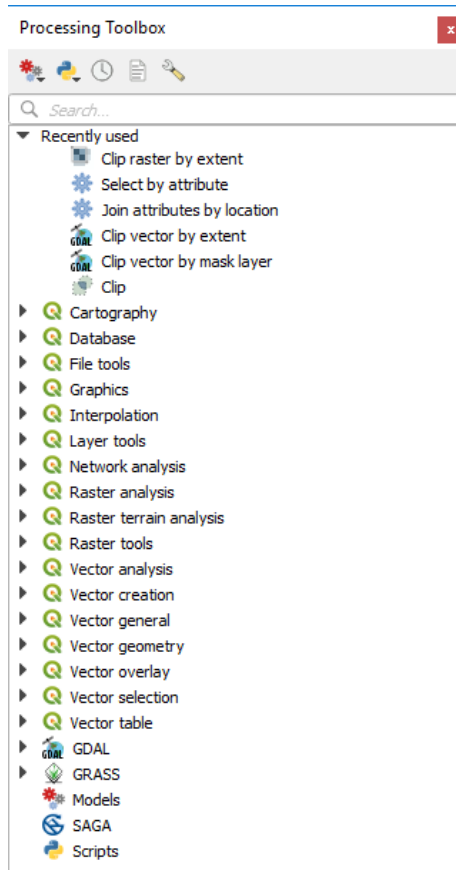 Processing Toolbox
x
Search...
Recently used
Clip raster by extent
Select by attribute
Join attributes by location
GDAL Clip vector by extent
GDAL Clip vector by mask layer
Clip
Cartography
Database
File tools
Graphics
Interpolation
Layer tools
Network analysis
Raster analysis
Raster terrain analysis
Raster tools
Vector analysis
Vector creation
Vector general
Vector geometry
Vector overlay
Vector selection
Vector table
GDAL GDAL
GRASS
Models
SAGA
Scripts